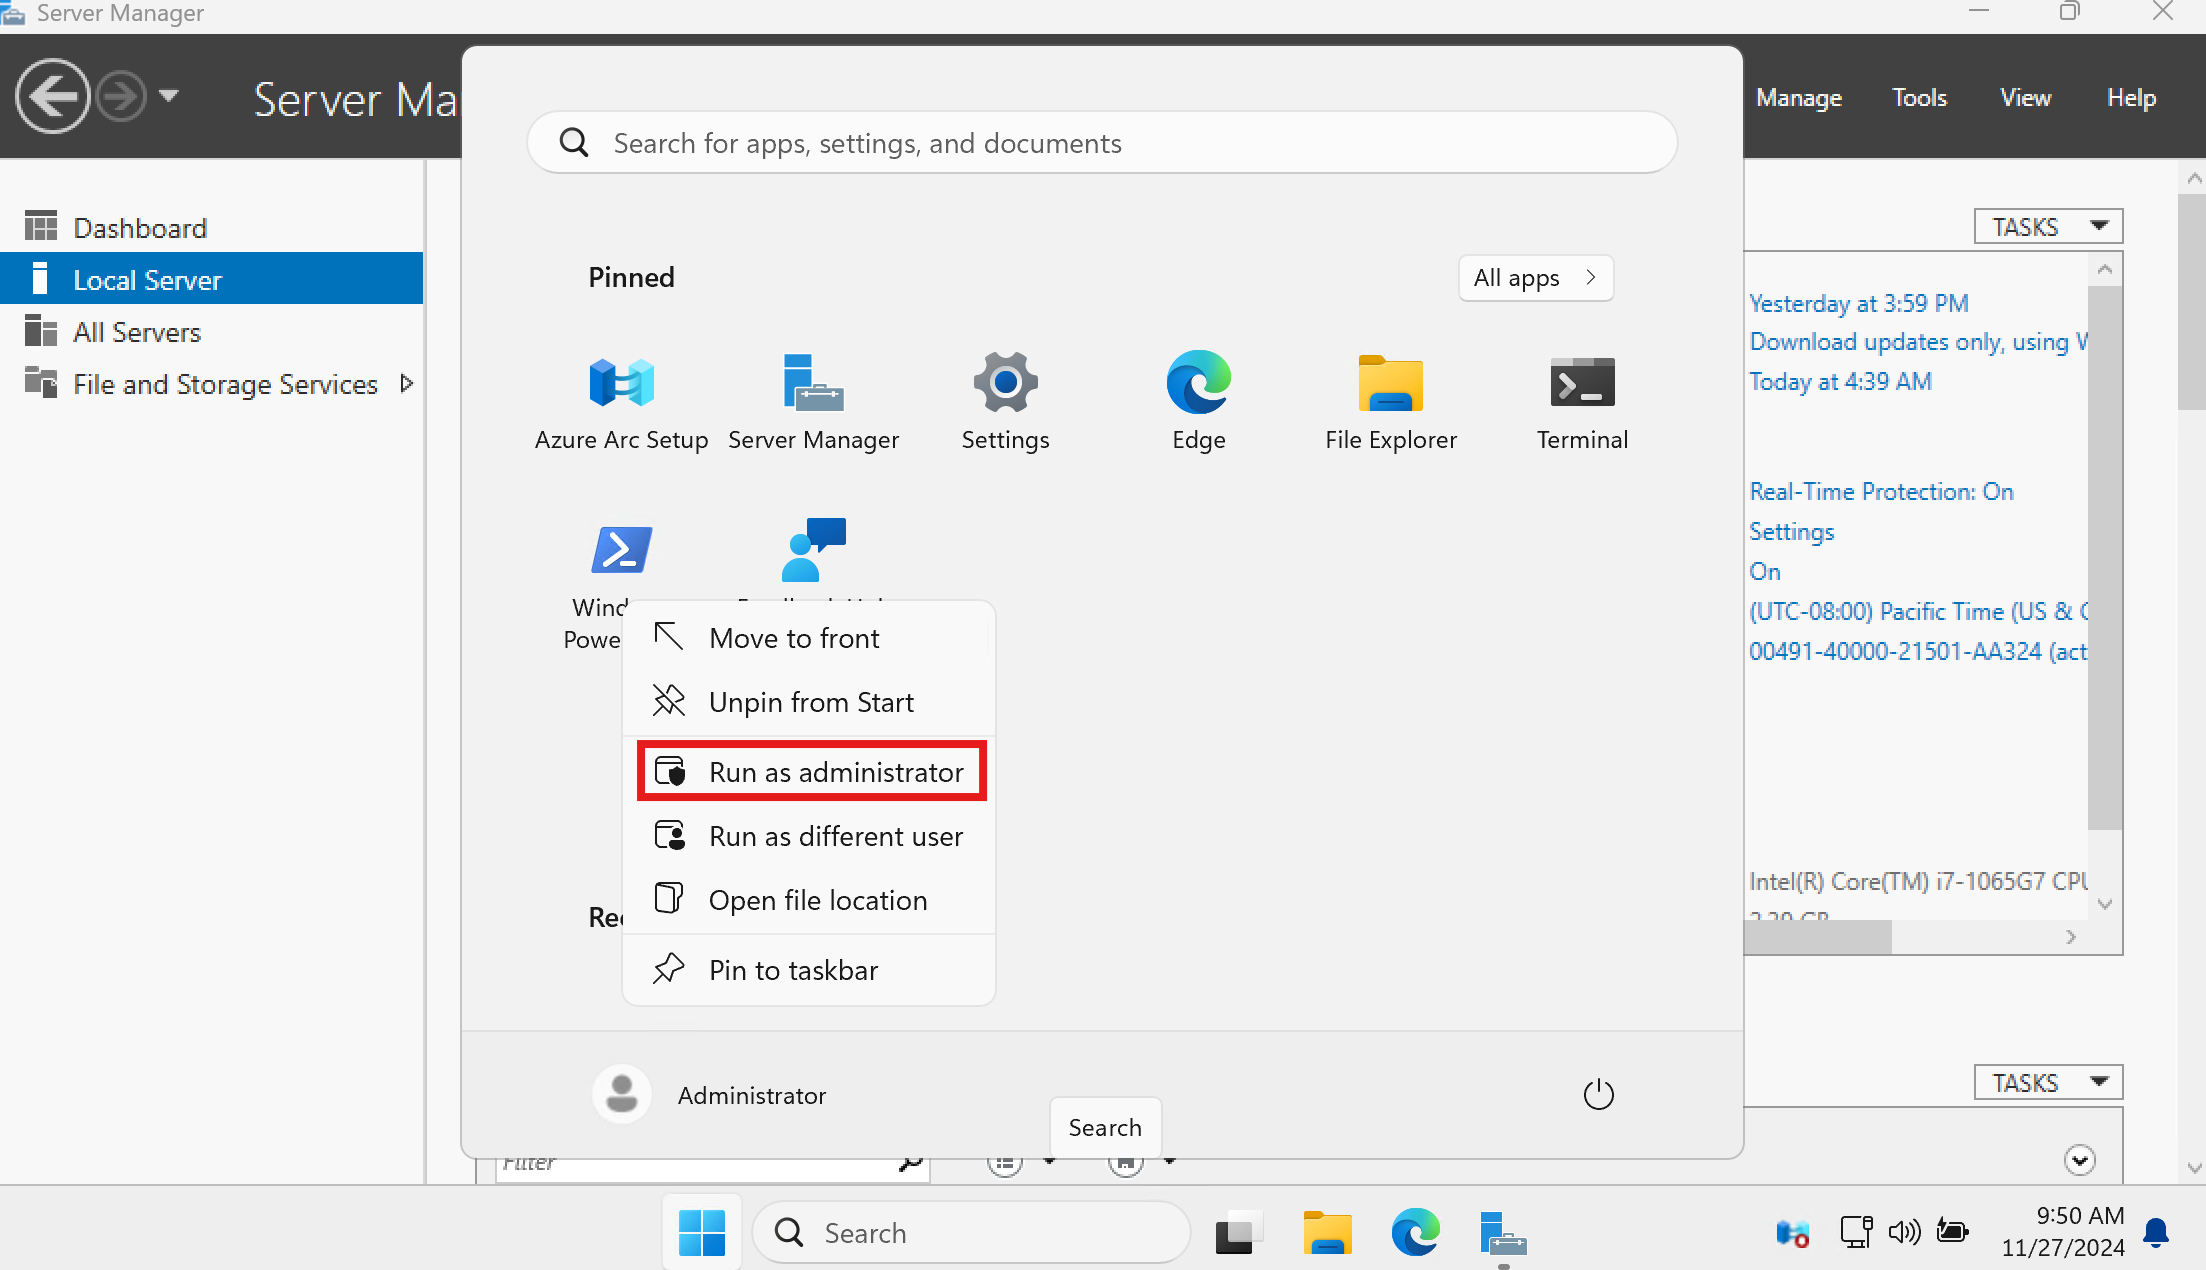 Server Manager
Server Ma
Manage
Tools
View
Help
Search for apps, settings, and documents
Dashboard
Local Server
All Servers
File and Storage Services
Pinned
All apps
Azure Arc Setup
Server Manager
Settings
Edge
File Explorer
Terminal
Wind
Powe
Move to front
Unpin from Start
Run as administrator
Run as different user
Open file location
Pin to taskbar
Rec
Administrator
Search
TASKS
Yesterday at 3:59 PM
Download updates only, using W
Today at 4:39 AM
Real-Time Protection: On
Settings
On
(UTC-08:00) Pacific Time (US & C
00491-40000-21501-AA324 (act
Intel(R) Core(TM) i7-1065G7 CPU
TASKS
Filter
Search
9:50 AM
11/27/2024